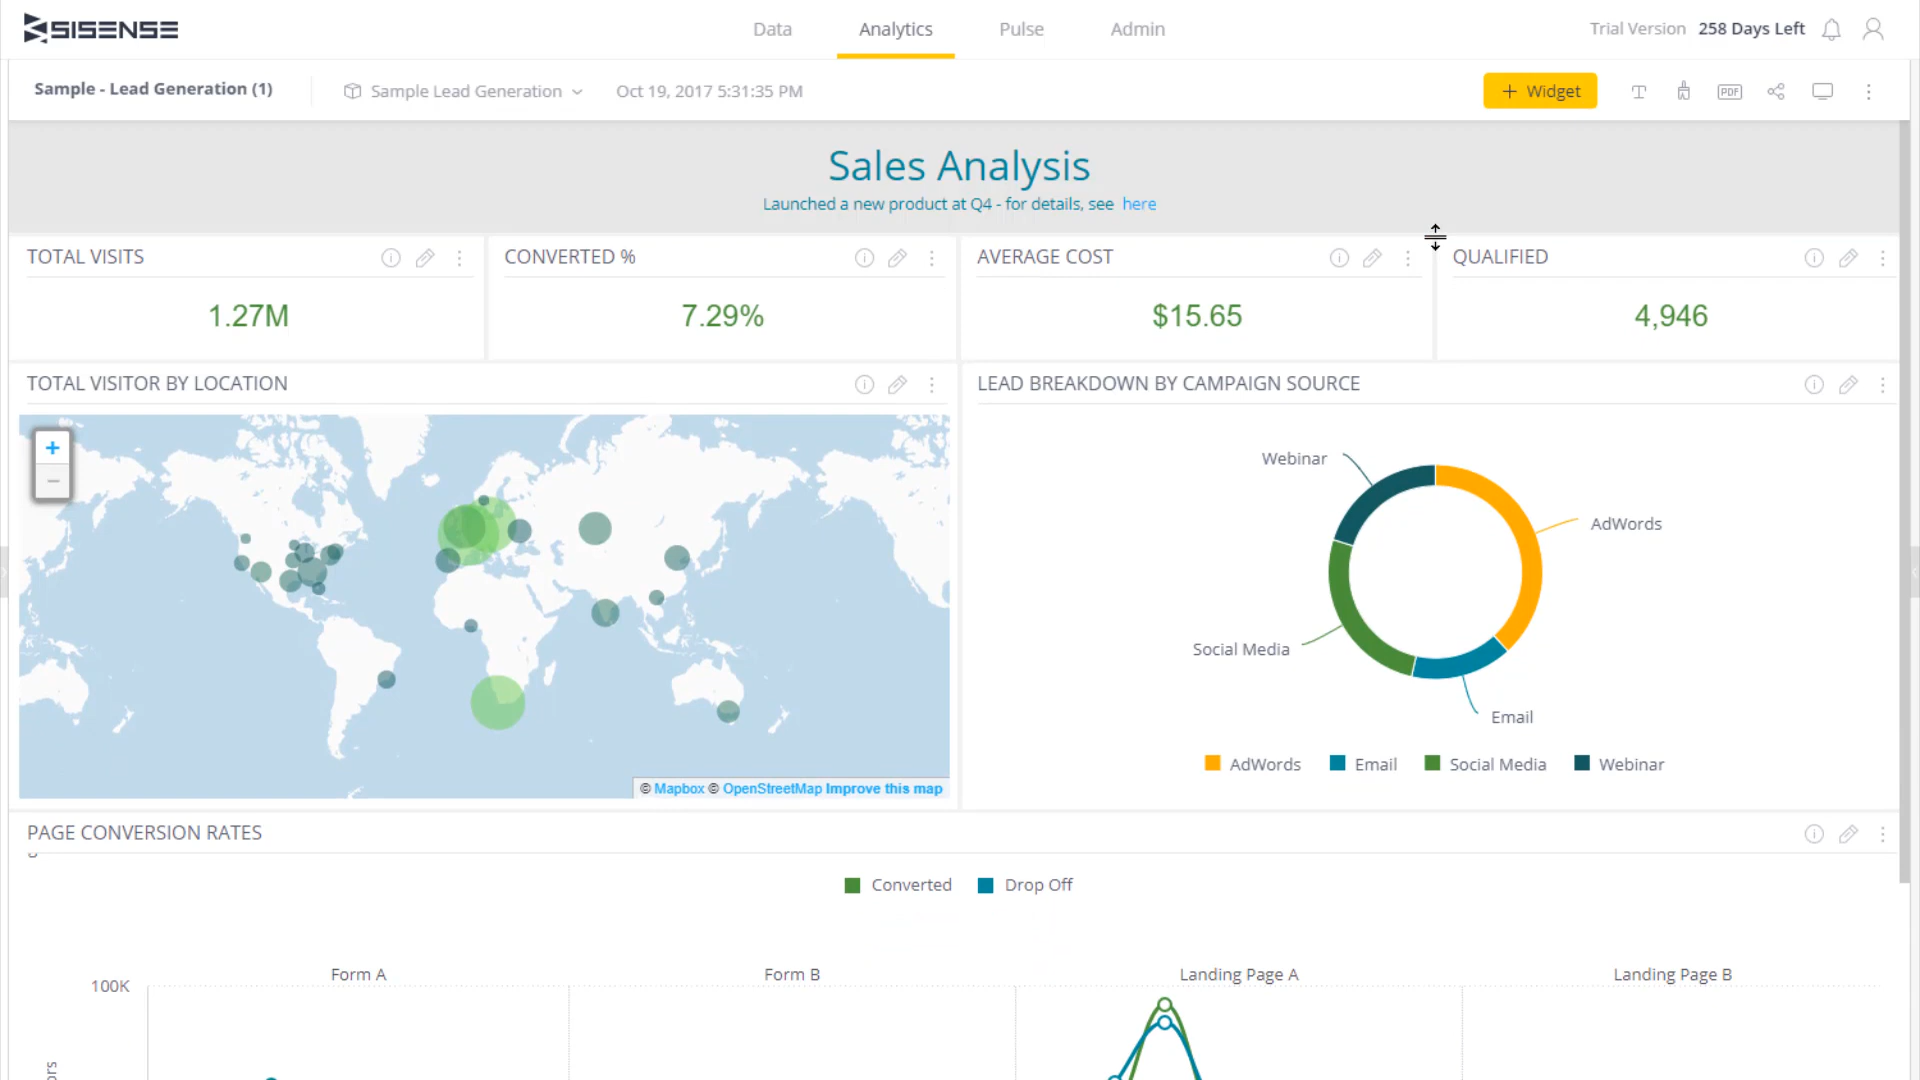 SISENSE
Data Analytics Pulse Admin
Trial Version 258 Days Left
Sample - Lead Generation (1)
Sample Lead Generation
Oct 19, 2017 5:31:35 PM
+ Widget
PDF
Sales Analysis
Launched a new product at Q4 - for details, see here
TOTAL VISITS
1.27M
CONVERTED %
7.29%
AVERAGE COST
$15.65
QUALIFIED
4,946
TOTAL VISITOR BY LOCATION
+
−
© Mapbox © OpenStreetMap Improve this map
LEAD BREAKDOWN BY CAMPAIGN SOURCE
Webinar
AdWords
Social Media
Email
AdWords Email Social Media Webinar
PAGE CONVERSION RATES
Converted Drop Off
Form A Form B Landing Page A Landing Page B
100K